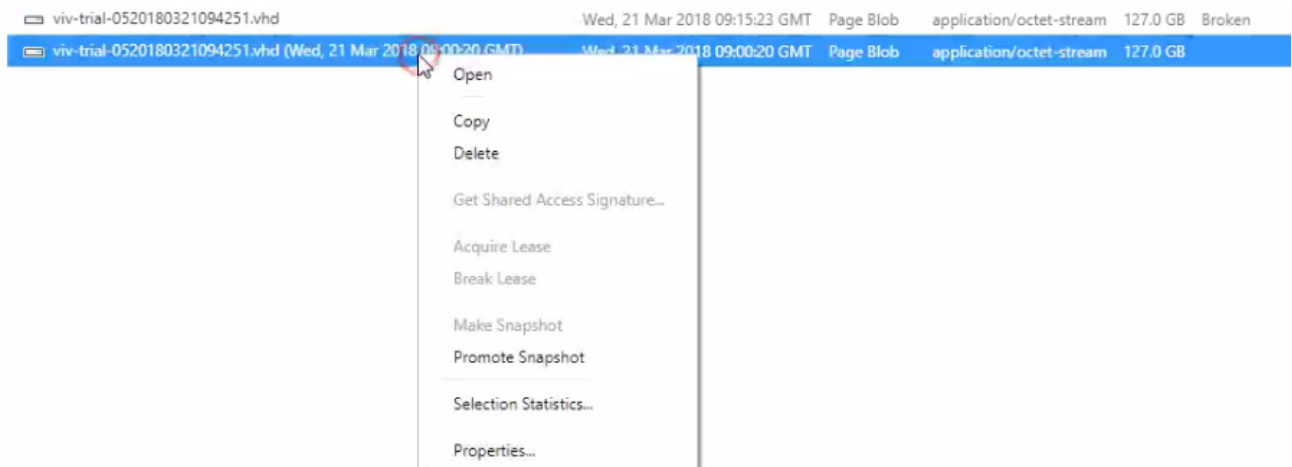 viv-trial-0520180321094251.vhd Wed, 21 Mar 2018 09:15:23 GMT Page Blob application/octet-stream 127.0 GB Broken
viv-trial-0520180321094251.vhd (Wed, 21 Mar 2018 09:00:20 GMT) Wed, 21 Mar 2018 09:00:20 GMT Page Blob application/octet-stream 127.0 GB
Open
Copy
Delete
Get Shared Access Signature...
Acquire Lease
Break Lease
Make Snapshot
Promote Snapshot
Selection Statistics...
Properties...